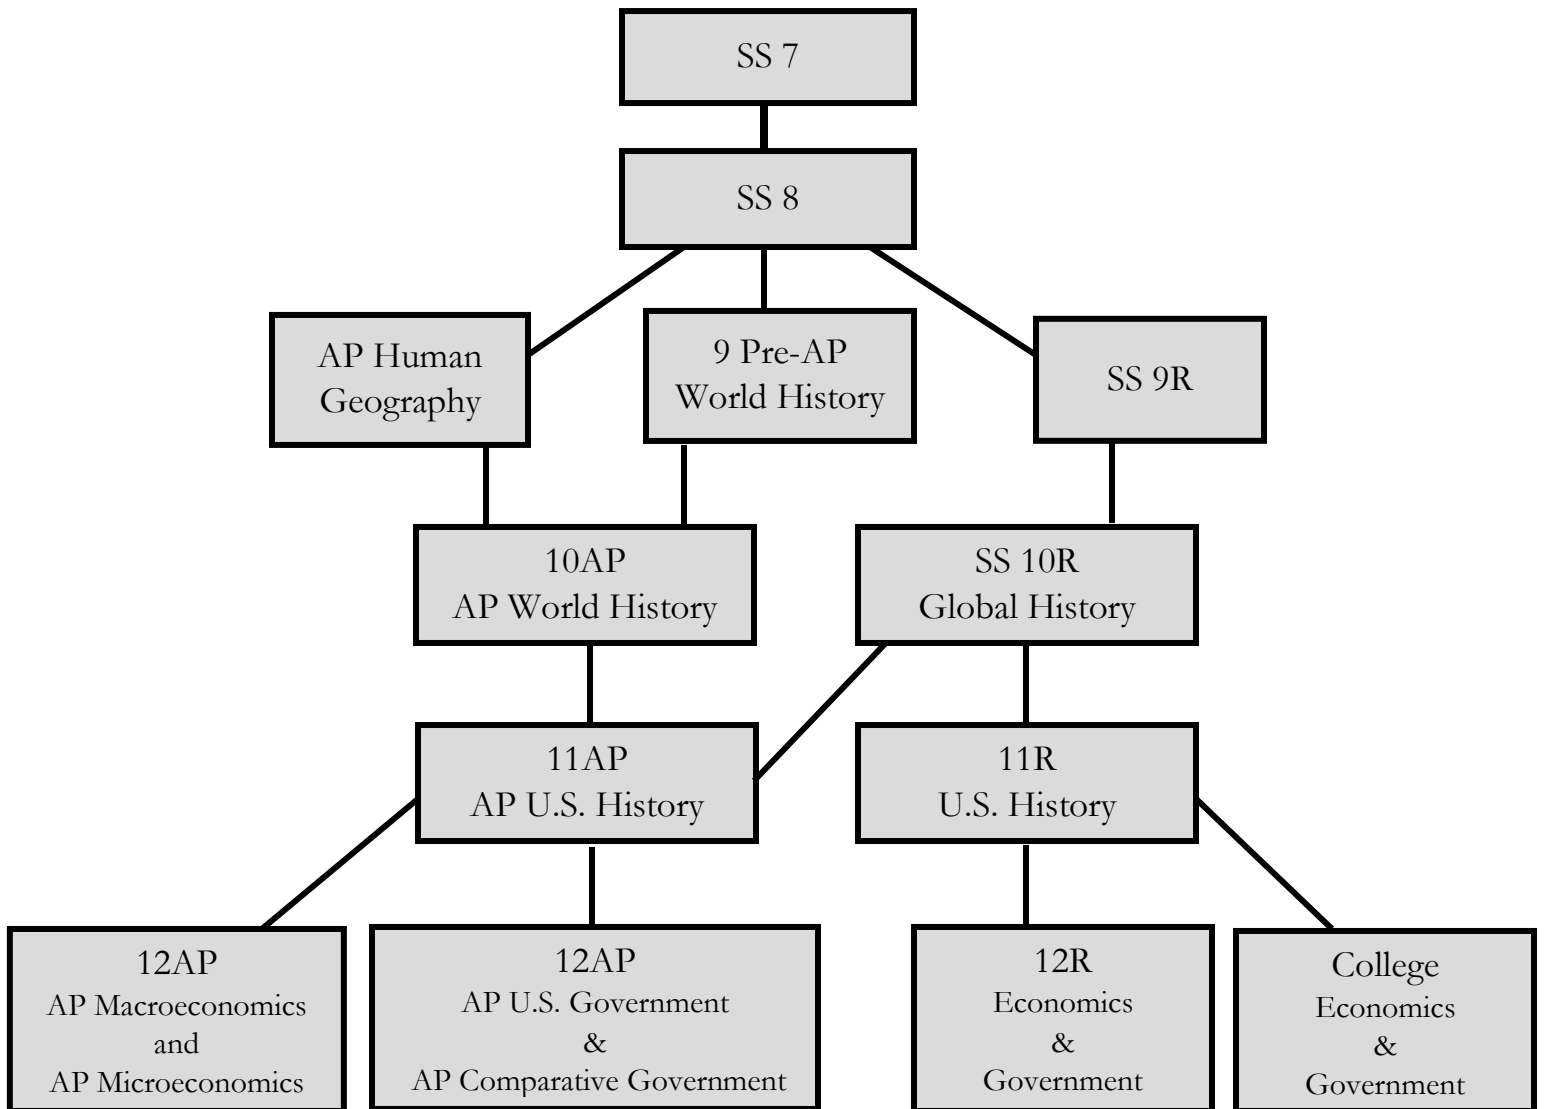 SS 7
SS 8
AP Human
Geography
9 Pre-AP
World History
SS 9R
10AP
AP World History
SS 10R
Global History
11AP
AP U.S. History
11R
U.S. History
12AP
AP Macroeconomics
and
AP Microeconomics
12AP
AP U.S. Government
&
AP Comparative Government
12R
Economics
&
Government
College
Economics
&
Government